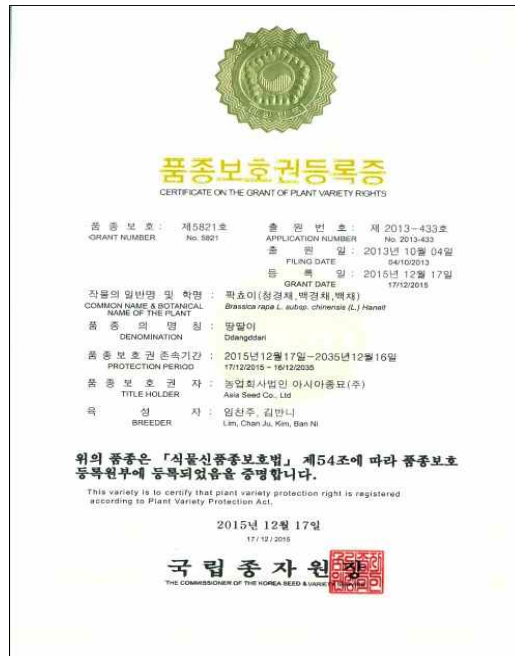 품종보호권등록증
CERTIFICATE ON THE GRANT OF PLANT VARIETY RIGHTS
품 종 보 호 : 제5821호
GRANT NUMBER No. 5821
출 원 번 호 : 제 2013-433호
APPLICATION NUMBER No. 2013-433
출 원 일 : 2013년 10월 04일
FILING DATE 04/10/2013
등 록 일 : 2015년 12월 17일
GRANT DATE 17/12/2015
작물의 일반명 및 학명 : 팍쵸이(청경채,백경채,백채)
COMMON NAME & BOTANICAL Brassica rapa L. subsp. chinensis (L.) Hanelt
NAME OF THE PLANT
품 종 의 명 칭 : 땅딸이
DENOMINATION Ddangddari
품 종 보 호 권 존속기간 : 2015년12월17일-2035년12월16일
PROTECTION PERIOD 17/12/2015 - 16/12/2035
품 종 보 호 권 자 : 농업회사법인 아시아종묘(주)
TITLE HOLDER Asia Seed Co., Ltd
육 성 자 : 임찬주, 김반니
BREEDER Lim, Chan Ju, Kim, Ban Ni
위의 품종은 「식물신품종보호법」 제54조에 따라 품종보호
등록원부에 등록되었음을 증명합니다.
This variety is to certify that plant variety protection right is registered
according to Plant Variety Protection Act.
2015년 12월 17일
17 / 12 / 2015
국 립 종 자 원 장
THE COMMISSIONER OF THE KOREA SEED & VARIETY